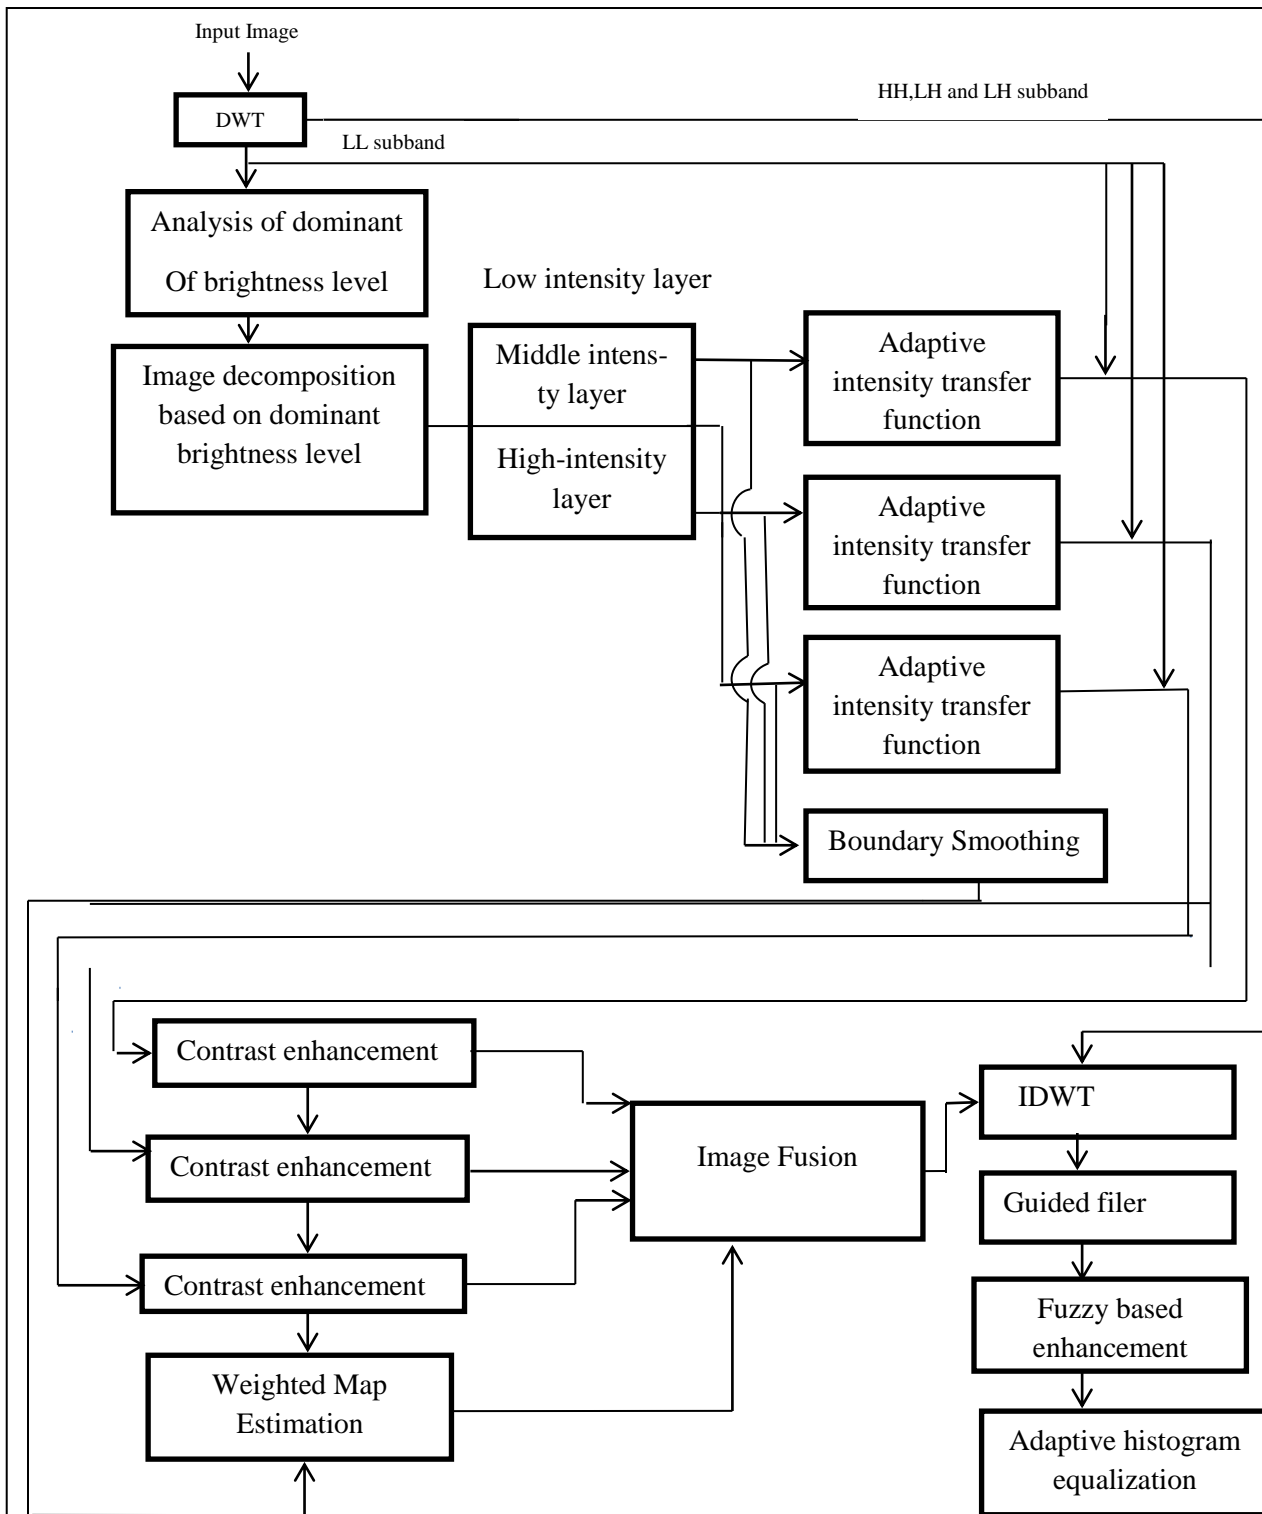 Input Image
HH,LH and LH subband
DWT
LL subband
Analysis of dominant
Of brightness level
Low intensity layer
Image decomposition
based on dominant
brightness level
Middle intens-
ty layer
High-intensity
layer
Adaptive
intensity transfer
function
Adaptive
intensity transfer
function
Adaptive
intensity transfer
function
Boundary Smoothing
Contrast enhancement
Contrast enhancement
Contrast enhancement
Weighted Map
Estimation
Image Fusion
IDWT
Guided filer
Fuzzy based
enhancement
Adaptive histogram
equalization